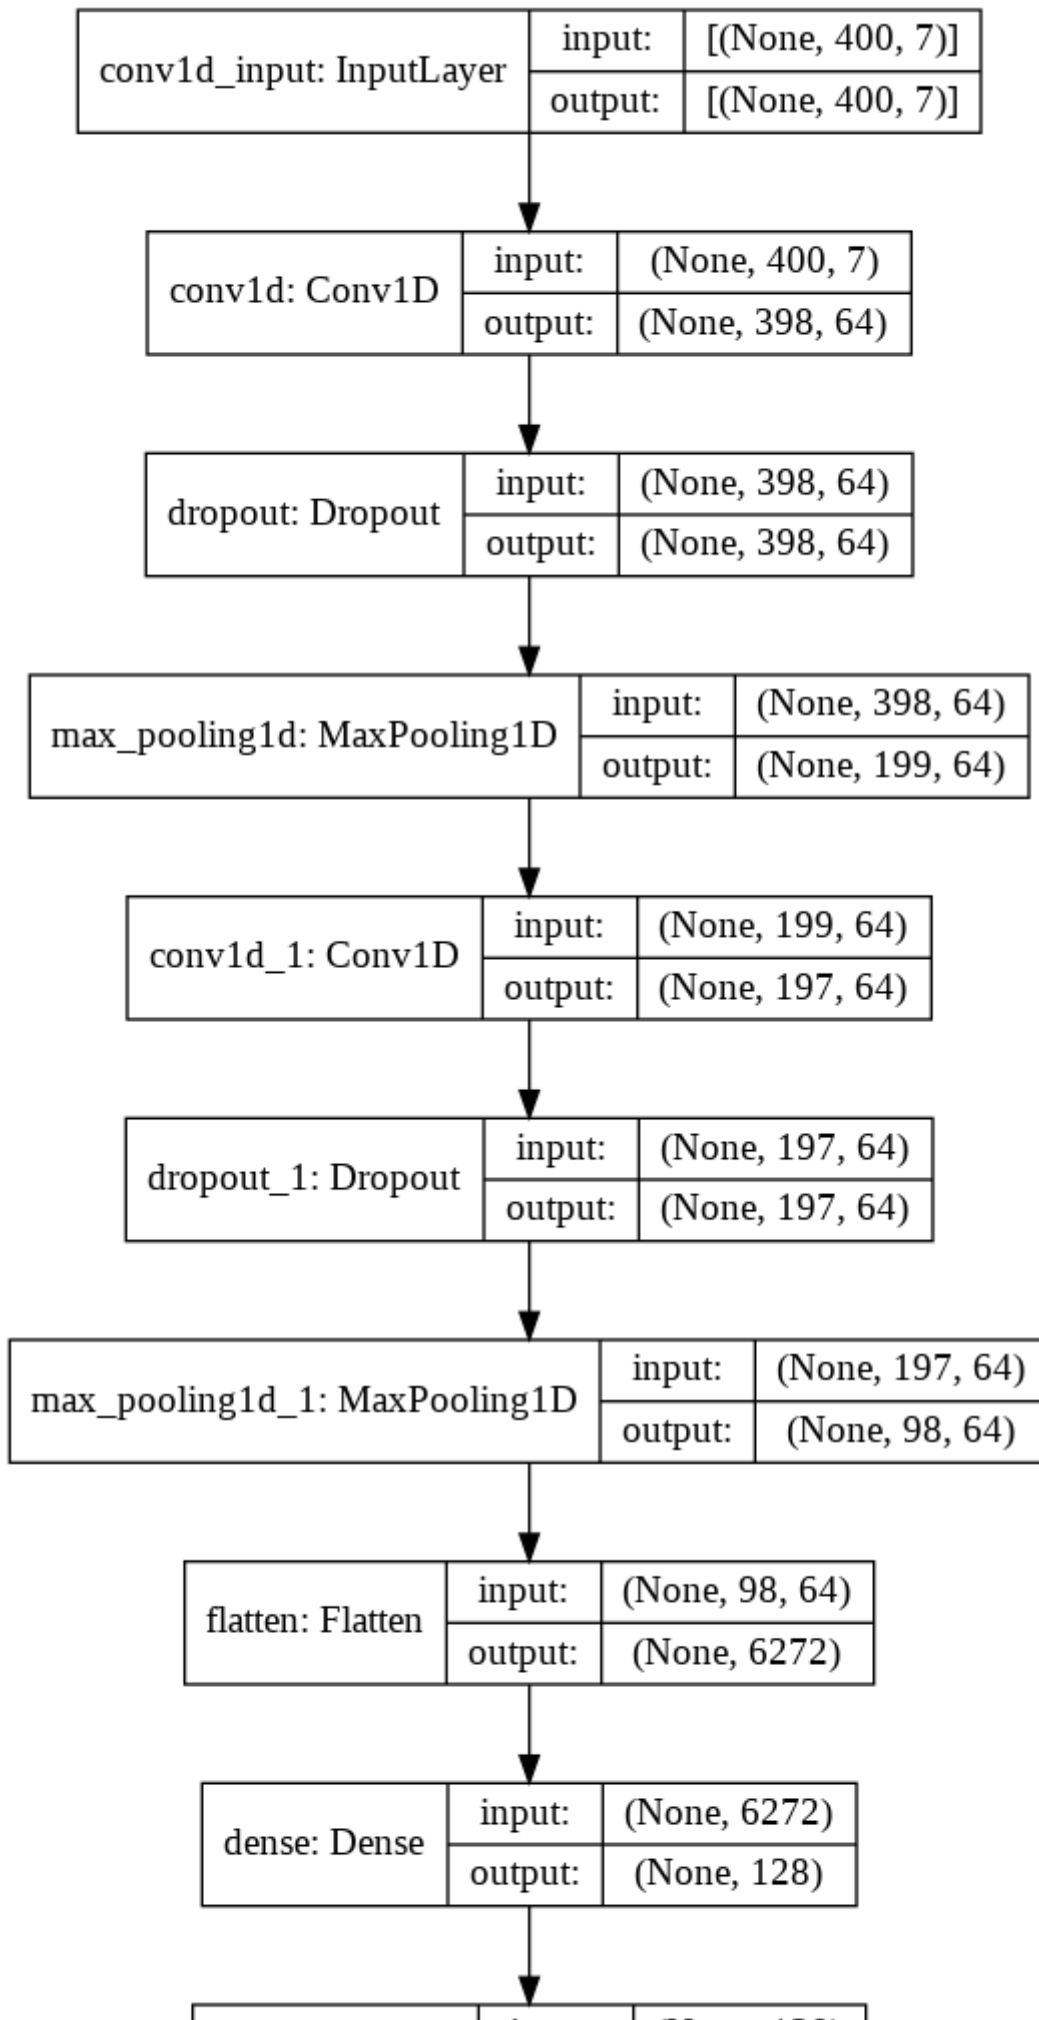 conv1d_input: InputLayer
input: [(None, 400, 7)]
output: [(None, 400, 7)]
conv1d: Conv1D
input: (None, 400, 7)
output: (None, 398, 64)
dropout: Dropout
input: (None, 398, 64)
output: (None, 398, 64)
max_pooling1d: MaxPooling1D
input: (None, 398, 64)
output: (None, 199, 64)
conv1d_1: Conv1D
input: (None, 199, 64)
output: (None, 197, 64)
dropout_1: Dropout
input: (None, 197, 64)
output: (None, 197, 64)
max_pooling1d_1: MaxPooling1D
input: (None, 197, 64)
output: (None, 98, 64)
flatten: Flatten
input: (None, 98, 64)
output: (None, 6272)
dense: Dense
input: (None, 6272)
output: (None, 128)